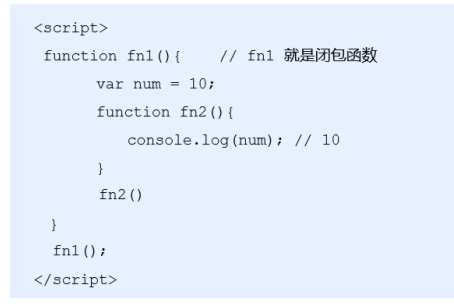 <script>
function fn1(){    // fn1 就是闭包函数
var num = 10;
function fn2(){
console.log(num); // 10
}
fn2()
}
fn1();
</script>